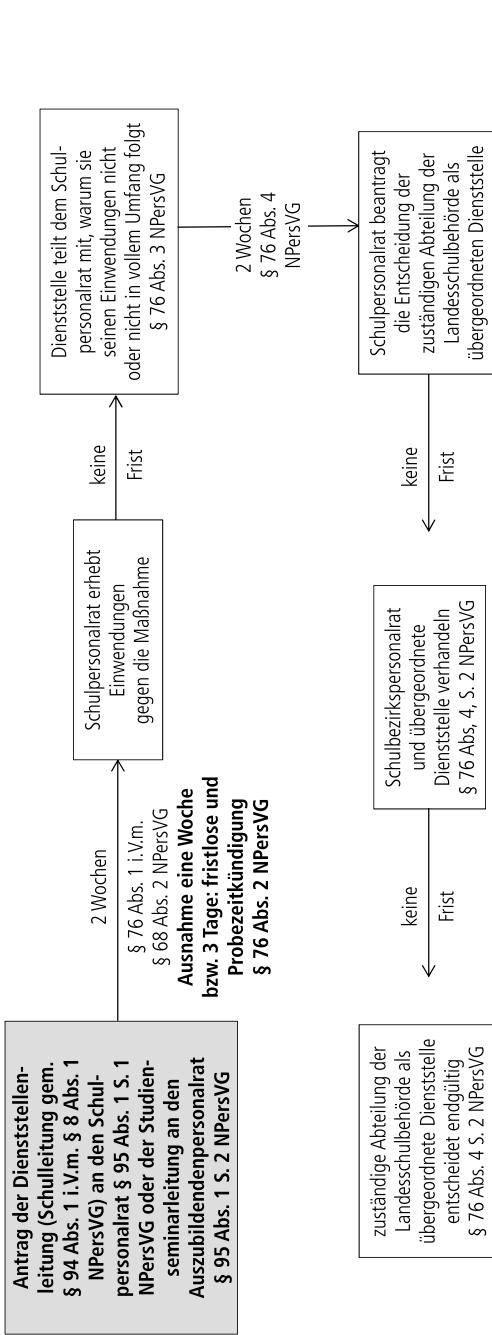 Antrag der Dienststellen-
leitung (Schulleitung gem.
§ 94 Abs. 1 i.V.m. § 8 Abs. 1
NPersVG) an den Schul-
personalrat § 95 Abs. 1 S. 1
NPersVG oder der Studien-
seminarleitung an den
Auszubildendenpersonalrat
§ 95 Abs. 1 S. 2 NPersVG
2 Wochen
§ 76 Abs. 1 i.V.m.
§ 68 Abs. 2 NPersVG
Ausnahme eine Woche
bzw. 3 Tage: fristlose und
Probezeitkündigung
§ 76 Abs. 2 NPersVG
Schulpersonalrat erhebt
Einwendungen
gegen die Maßnahme
keine
Frist
Dienststelle teilt dem Schul-
personalrat mit, warum sie
seinen Einwendungen nicht
oder nicht in vollem Umfang folgt
§ 76 Abs. 3 NPersVG
2 Wochen
§ 76 Abs. 4
NPersVG
Schulpersonalrat beantragt
die Entscheidung der
zuständigen Abteilung der
Landesschulbehörde als
übergeordneten Dienststelle
keine
Frist
Schulbezirkspersonalrat
und übergeordnete
Dienststelle verhandeln
§ 76 Abs, 4, S. 2 NPersVG
keine
Frist
zuständige Abteilung der
Landesschulbehörde als
übergeordnete Dienststelle
entscheidet endgültig
§ 76 Abs. 4 S. 2 NPersVG